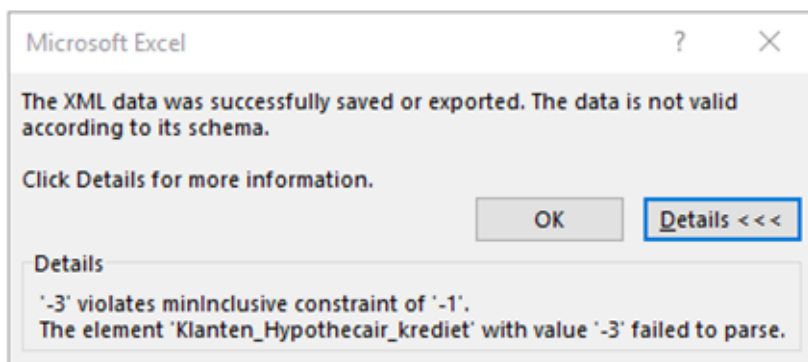 Microsoft Excel
The XML data was successfully saved or exported. The data is not valid
according to its schema.
Click Details for more information.
OK
Details <<<
Details
'-3' violates minInclusive constraint of '-1'.
The element 'Klanten_Hypothecair_krediet' with value '-3' failed to parse.